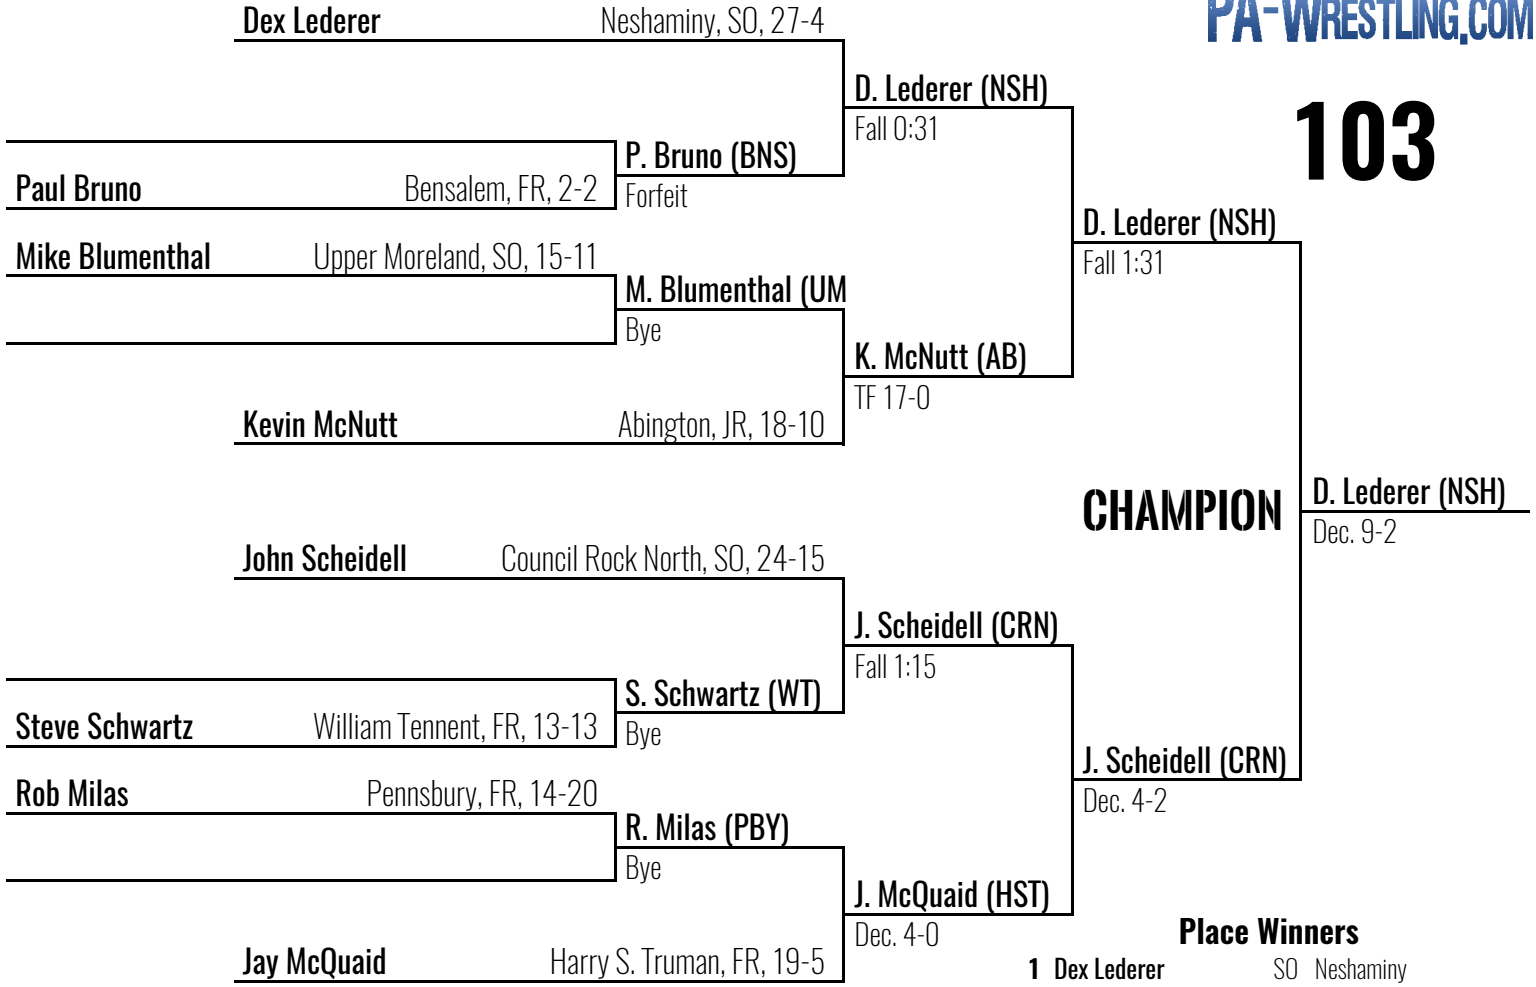 PA-WRESTLING.COM
Dex Lederer Neshaminy, SO, 27-4
D. Lederer (NSH)
Fall 0:31
103
P. Bruno (BNS)
Paul Bruno Bensalem, FR, 2-2
Forfeit
D. Lederer (NSH)
Mike Blumenthal Upper Moreland, SO, 15-11
Fall 1:31
M. Blumenthal (UM
Bye
K. McNutt (AB)
TF 17-0
Kevin McNutt Abington, JR, 18-10
CHAMPION
D. Lederer (NSH)
Dec. 9-2
John Scheidell Council Rock North, SO, 24-15
J. Scheidell (CRN)
Fall 1:15
S. Schwartz (WT)
Steve Schwartz William Tennent, FR, 13-13
Bye
J. Scheidell (CRN)
Rob Milas Pennsbury, FR, 14-20
Dec. 4-2
R. Milas (PBY)
Bye
J. McQuaid (HST)
Dec. 4-0
Place Winners
Jay McQuaid Harry S. Truman, FR, 19-5
1 Dex Lederer SO Neshaminy